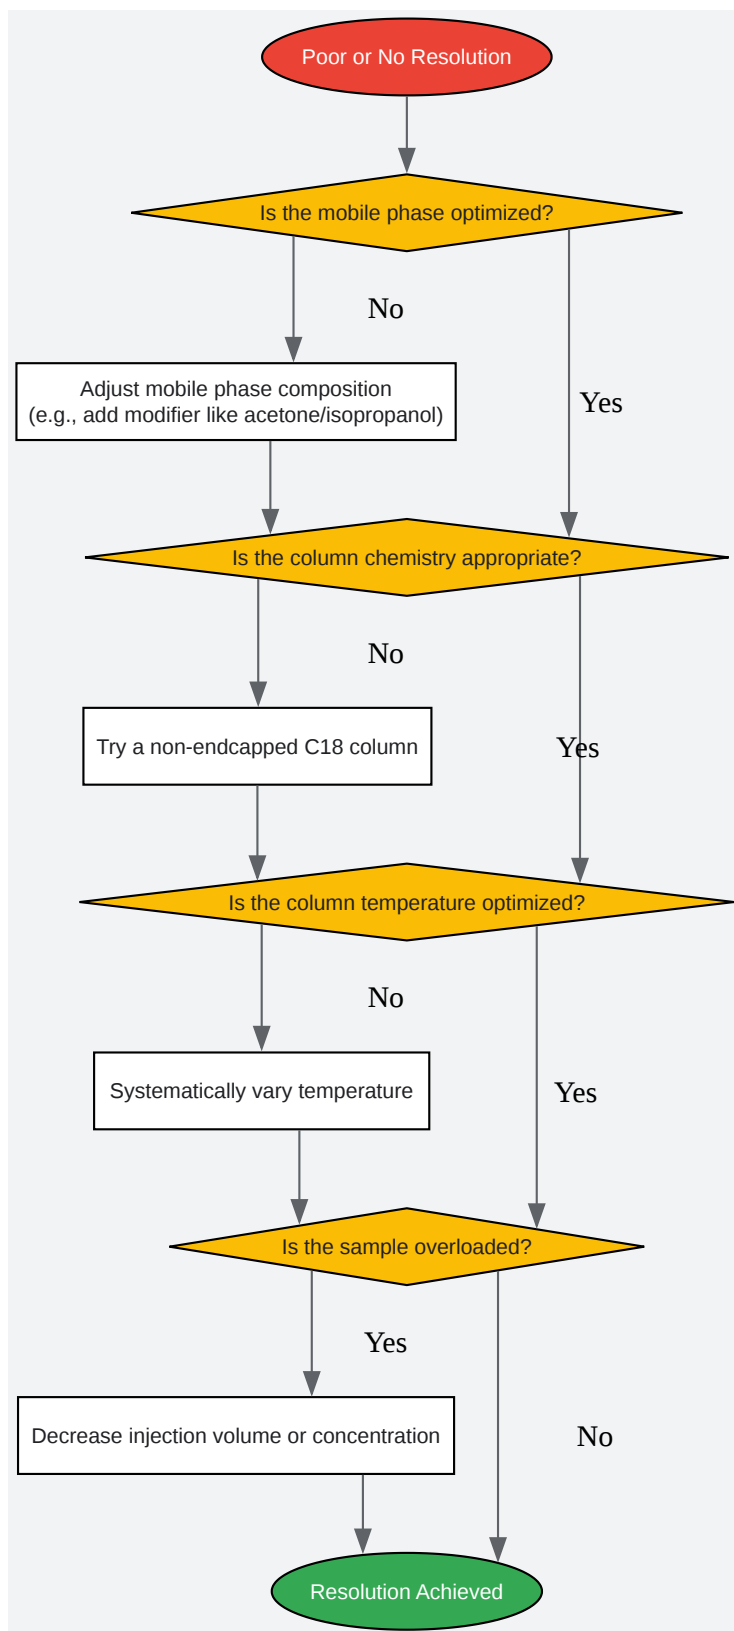 Poor or No Resolution
Is the mobile phase optimized?
No
Adjust mobile phase composition
(e.g., add modifier like acetone/isopropanol)
Yes
Is the column chemistry appropriate?
No
Try a non-endcapped C18 column
Yes
Is the column temperature optimized?
No
Systematically vary temperature
Yes
Is the sample overloaded?
Yes
Decrease injection volume or concentration
No
Resolution Achieved